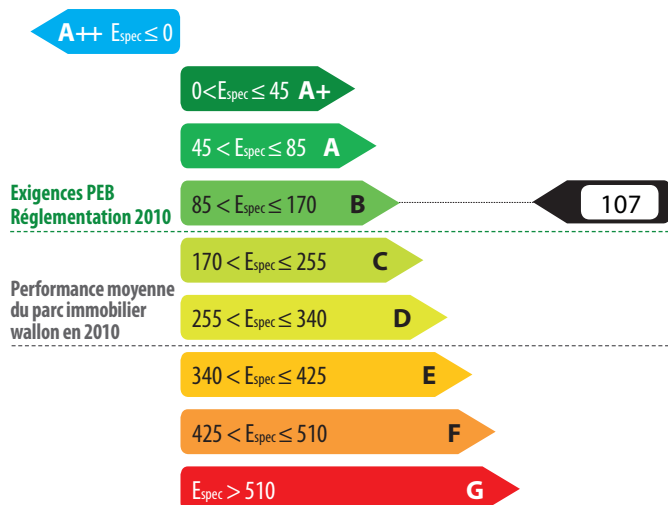 A++ Espec ≤ 0
0<Espec ≤ 45 A+
45 < Espec ≤ 85 A
Exigences PEB
Réglementation 2010
85 < Espec ≤ 170 B
107
170 < Espec ≤ 255 C
Performance moyenne
du parc immobilier
wallon en 2010
255 < Espec ≤ 340 D
340 < Espec ≤ 425 E
425 < Espec ≤ 510 F
Espec > 510 G